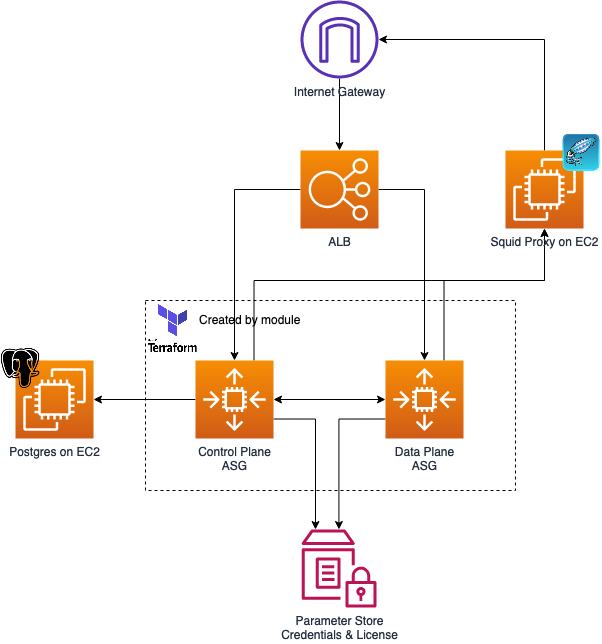 Internet Gateway
ALB
Squid Proxy on EC2
Created by module
Terraform
Postgres on EC2
Control Plane
ASG
Data Plane
ASG
Parameter Store
Credentials & License